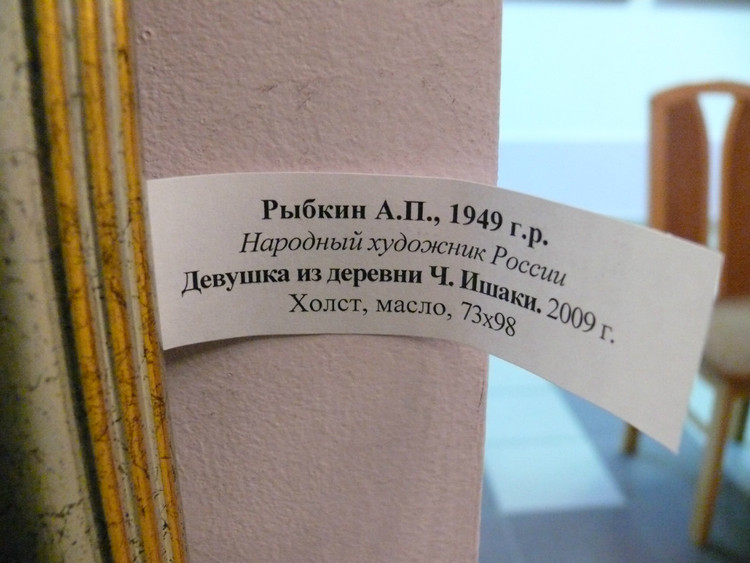 Рыбкин А.П., 1949 г.р.
Народный художник России
Девушка из деревни Ч. Ишаки. 2009 г.
Холст, масло, 73х98